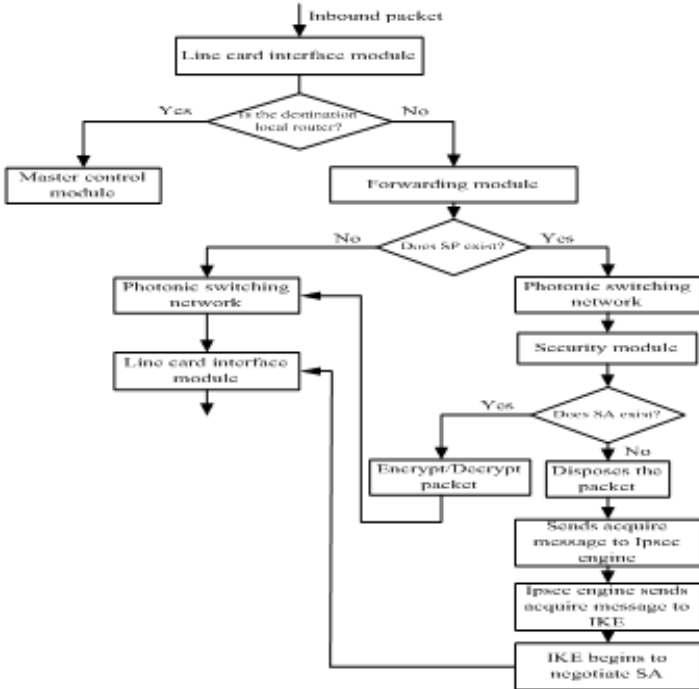 Inbound packet
Line card interface module
Yes
Is the destination
local router?
No
Master control
module
Forwarding module
No
Does SP exist?
Yes
Photonic switching
network
Photonic switching
network
Line card interface
module
Security module
Yes
Does SA exist?
No
Encrypt/Decrypt
packet
Disposes the
packet
Sends acquire
message to Ipsec
engine
Ipsec engine sends
acquire message to
IKE
IKE begins to
negotiate SA